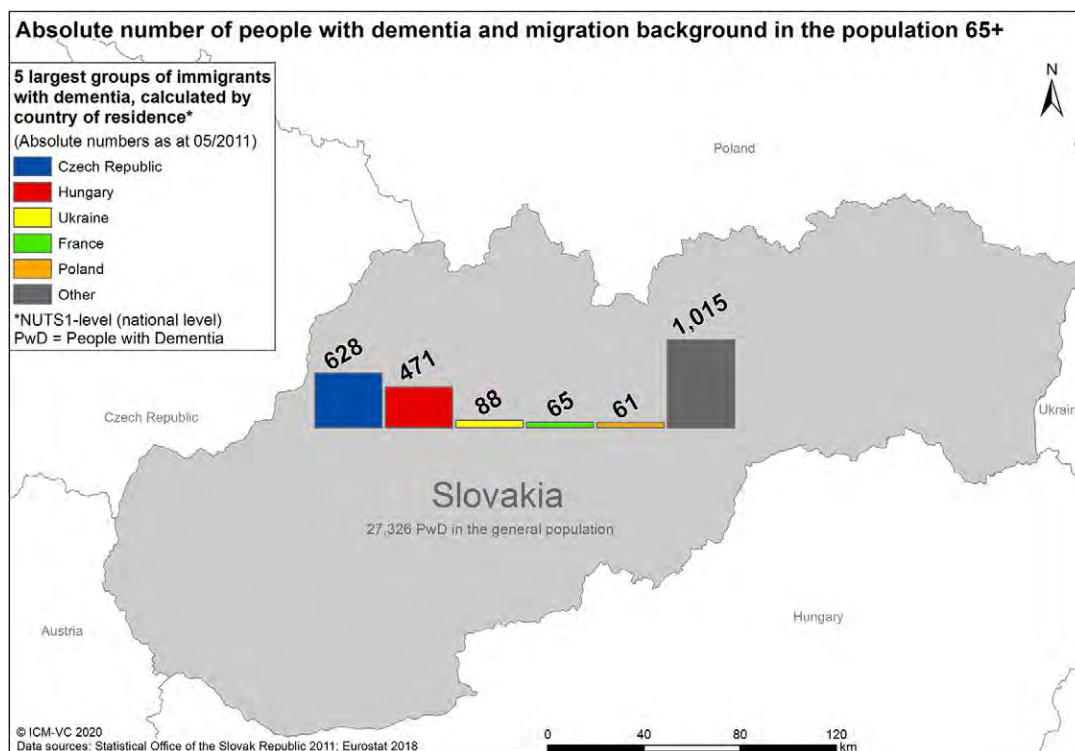 Absolute number of people with dementia and migration background in the population 65+
5 largest groups of immigrants
with dementia, calculated by
country of residence*
(Absolute numbers as at 05/2011)
Czech Republic
Hungary
Ukraine
France
Poland
Other
*NUTS1-level (national level)
PwD = People with Dementia
N
Poland
628
471
88
65
61
1,015
Czech Republic
Ukrain
Slovakia
27,326 PwD in the general population
Austria
Hungary
© ICM-VC 2020
Data sources: Statistical Office of the Slovak Republic 2011; Eurostat 2018
0 40 80 120
km